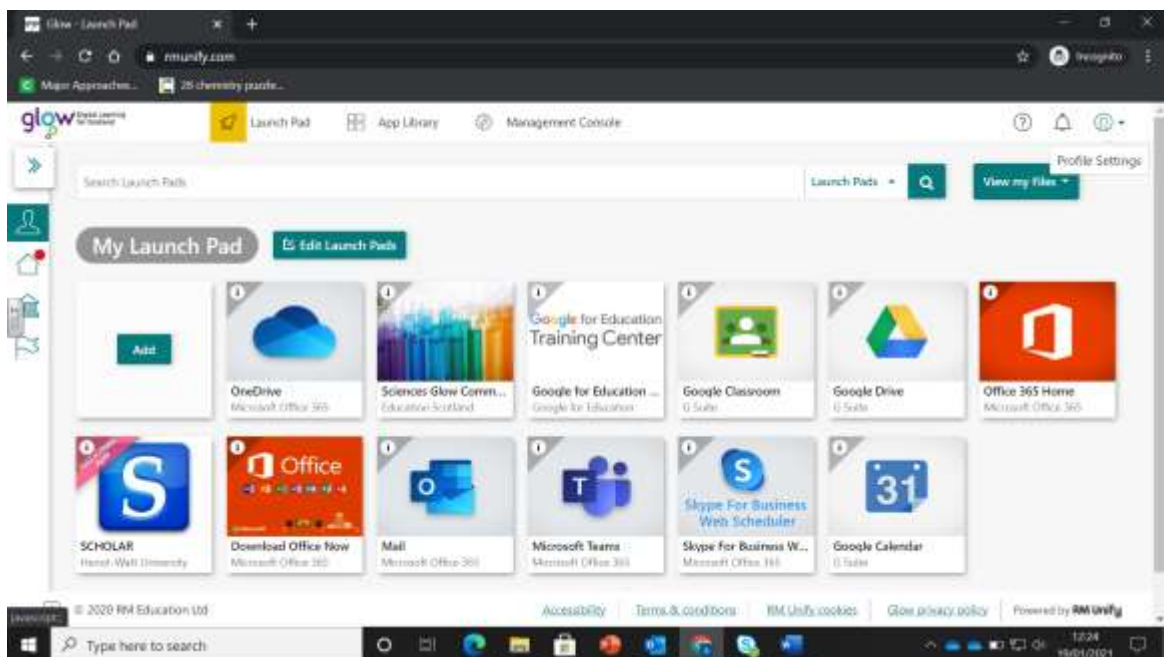 Glow - Launch Pad
rmunify.com
Incognito
Major Approaches...
28 chemistry puzzle...
glow
Launch Pad
App Library
Management Console
Profile Settings
Search Launch Pads
Launch Pads
View my files
My Launch Pad
Edit Launch Pads
Add
OneDrive
Microsoft Office 365
Sciences Glow Comm...
Education Scotland
Google for Education
Training Center
Google for Education ...
Google for Education
Google Classroom
G Suite
Google Drive
G Suite
Office 365 Home
Microsoft Office 365
S
SCHOLAR
Heriot-Watt University
Office
Download Office Now
Microsoft Office 365
Mail
Microsoft Office 365
Microsoft Teams
Microsoft Office 365
Skype For Business
Web Scheduler
Skype For Business W...
Microsoft Office 365
31
Google Calendar
G Suite
© 2020 RM Education Ltd
Accessibility
Terms & conditions
RM Unify cookies
Glow privacy policy
Powered by RM Unify
Type here to search
12:24
19/01/2021